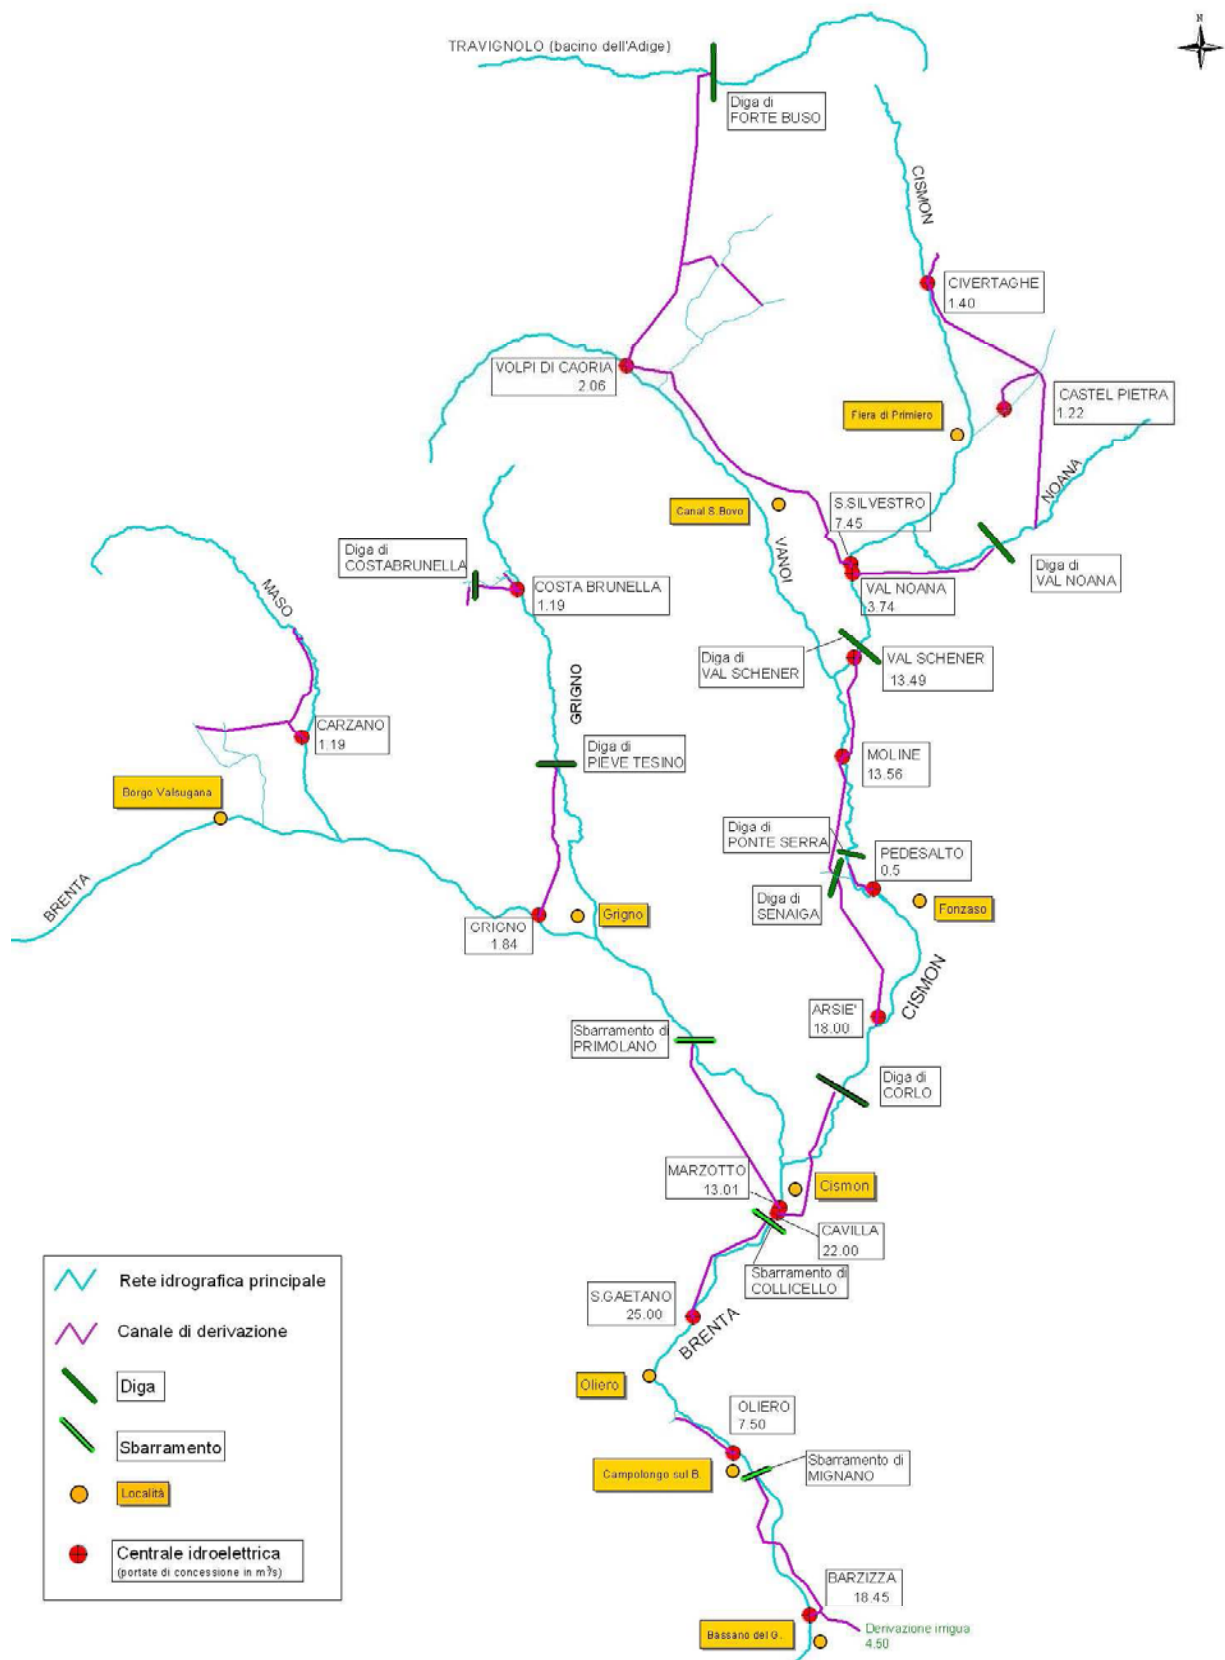 N
TRAVIGNOLO (bacino dell'Adige)
Diga di
FORTE BUSO
CISMON
CIVERTAGHE
1.40
VOLPI DI CAORIA
2.06
CASTEL PIETRA
1.22
Fiera di Primiero
NOANA
S.SILVESTRO
7.45
Canal S.Bovo
VANOI
Diga di
COSTABRUNELLA
Diga di
VAL NOANA
MASO
COSTA BRUNELLA
1.19
VAL NOANA
3.74
Diga di
VAL SCHENER
VAL SCHENER
13.49
GRIGNO
CARZANO
1.19
Diga di
PIEVE TESINO
MOLINE
13.56
Borgo Valsugana
Diga di
PONTE SERRA
PEDESALTO
0.5
BRENTA
Diga di
SENAIGA
Fonzaso
Grigno
GRIGNO
1.84
CISMON
ARSIE'
18.00
Sbarramento di
PRIMOLANO
Diga di
CORLO
MARZOTTO
13.01
Cismon
CAVILLA
22.00
Sbarramento di
COLLICELLO
S.GAETANO
25.00
BRENTA
Oliero
OLIERO
7.50
Campolongo sul B.
Sbarramento di
MIGNANO
BARZIZZA
18.45
Bassano del G.
Derivazione irrigua
4.50
Rete idrografica principale
Canale di derivazione
Diga
Sbarramento
Località
Centrale idroelettrica
(portate di concessione in m³/s)